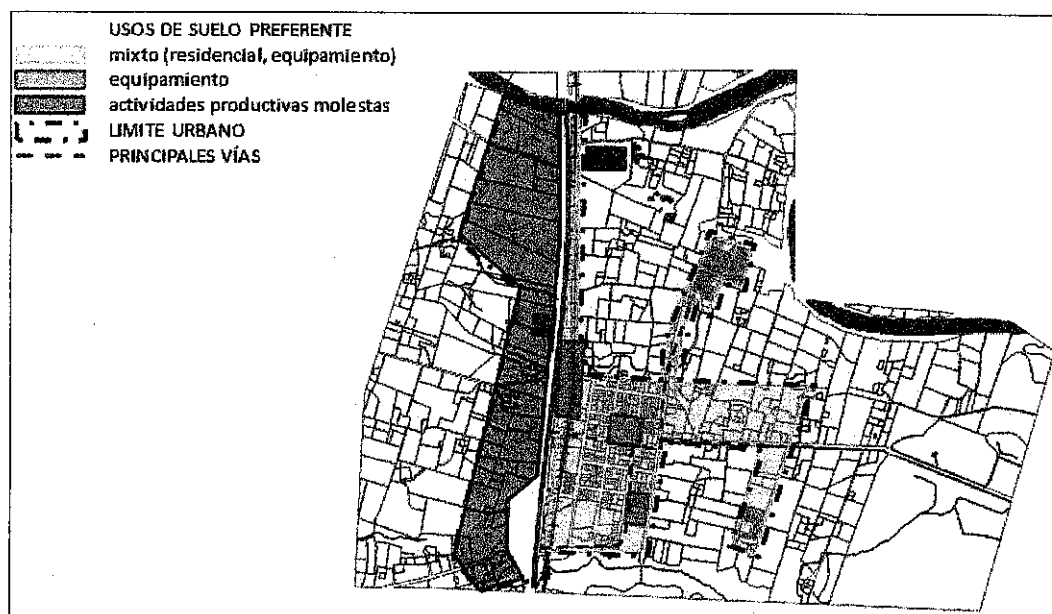 USOS DE SUELO PREFERENTE
mixto (residencial, equipamiento)
equipamiento
actividades productivas molestas
LIMITE URBANO
PRINCIPALES VÍAS